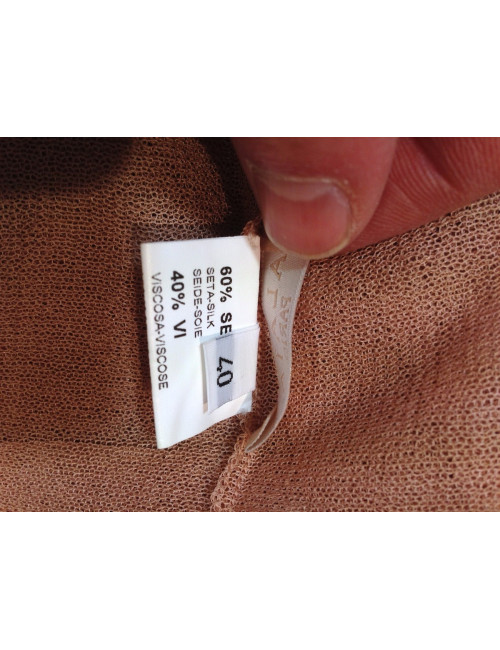 60% SE
SETA-SILK
SEIDE-SOIE
40% VI
VISCOSA-VISCOSE
40